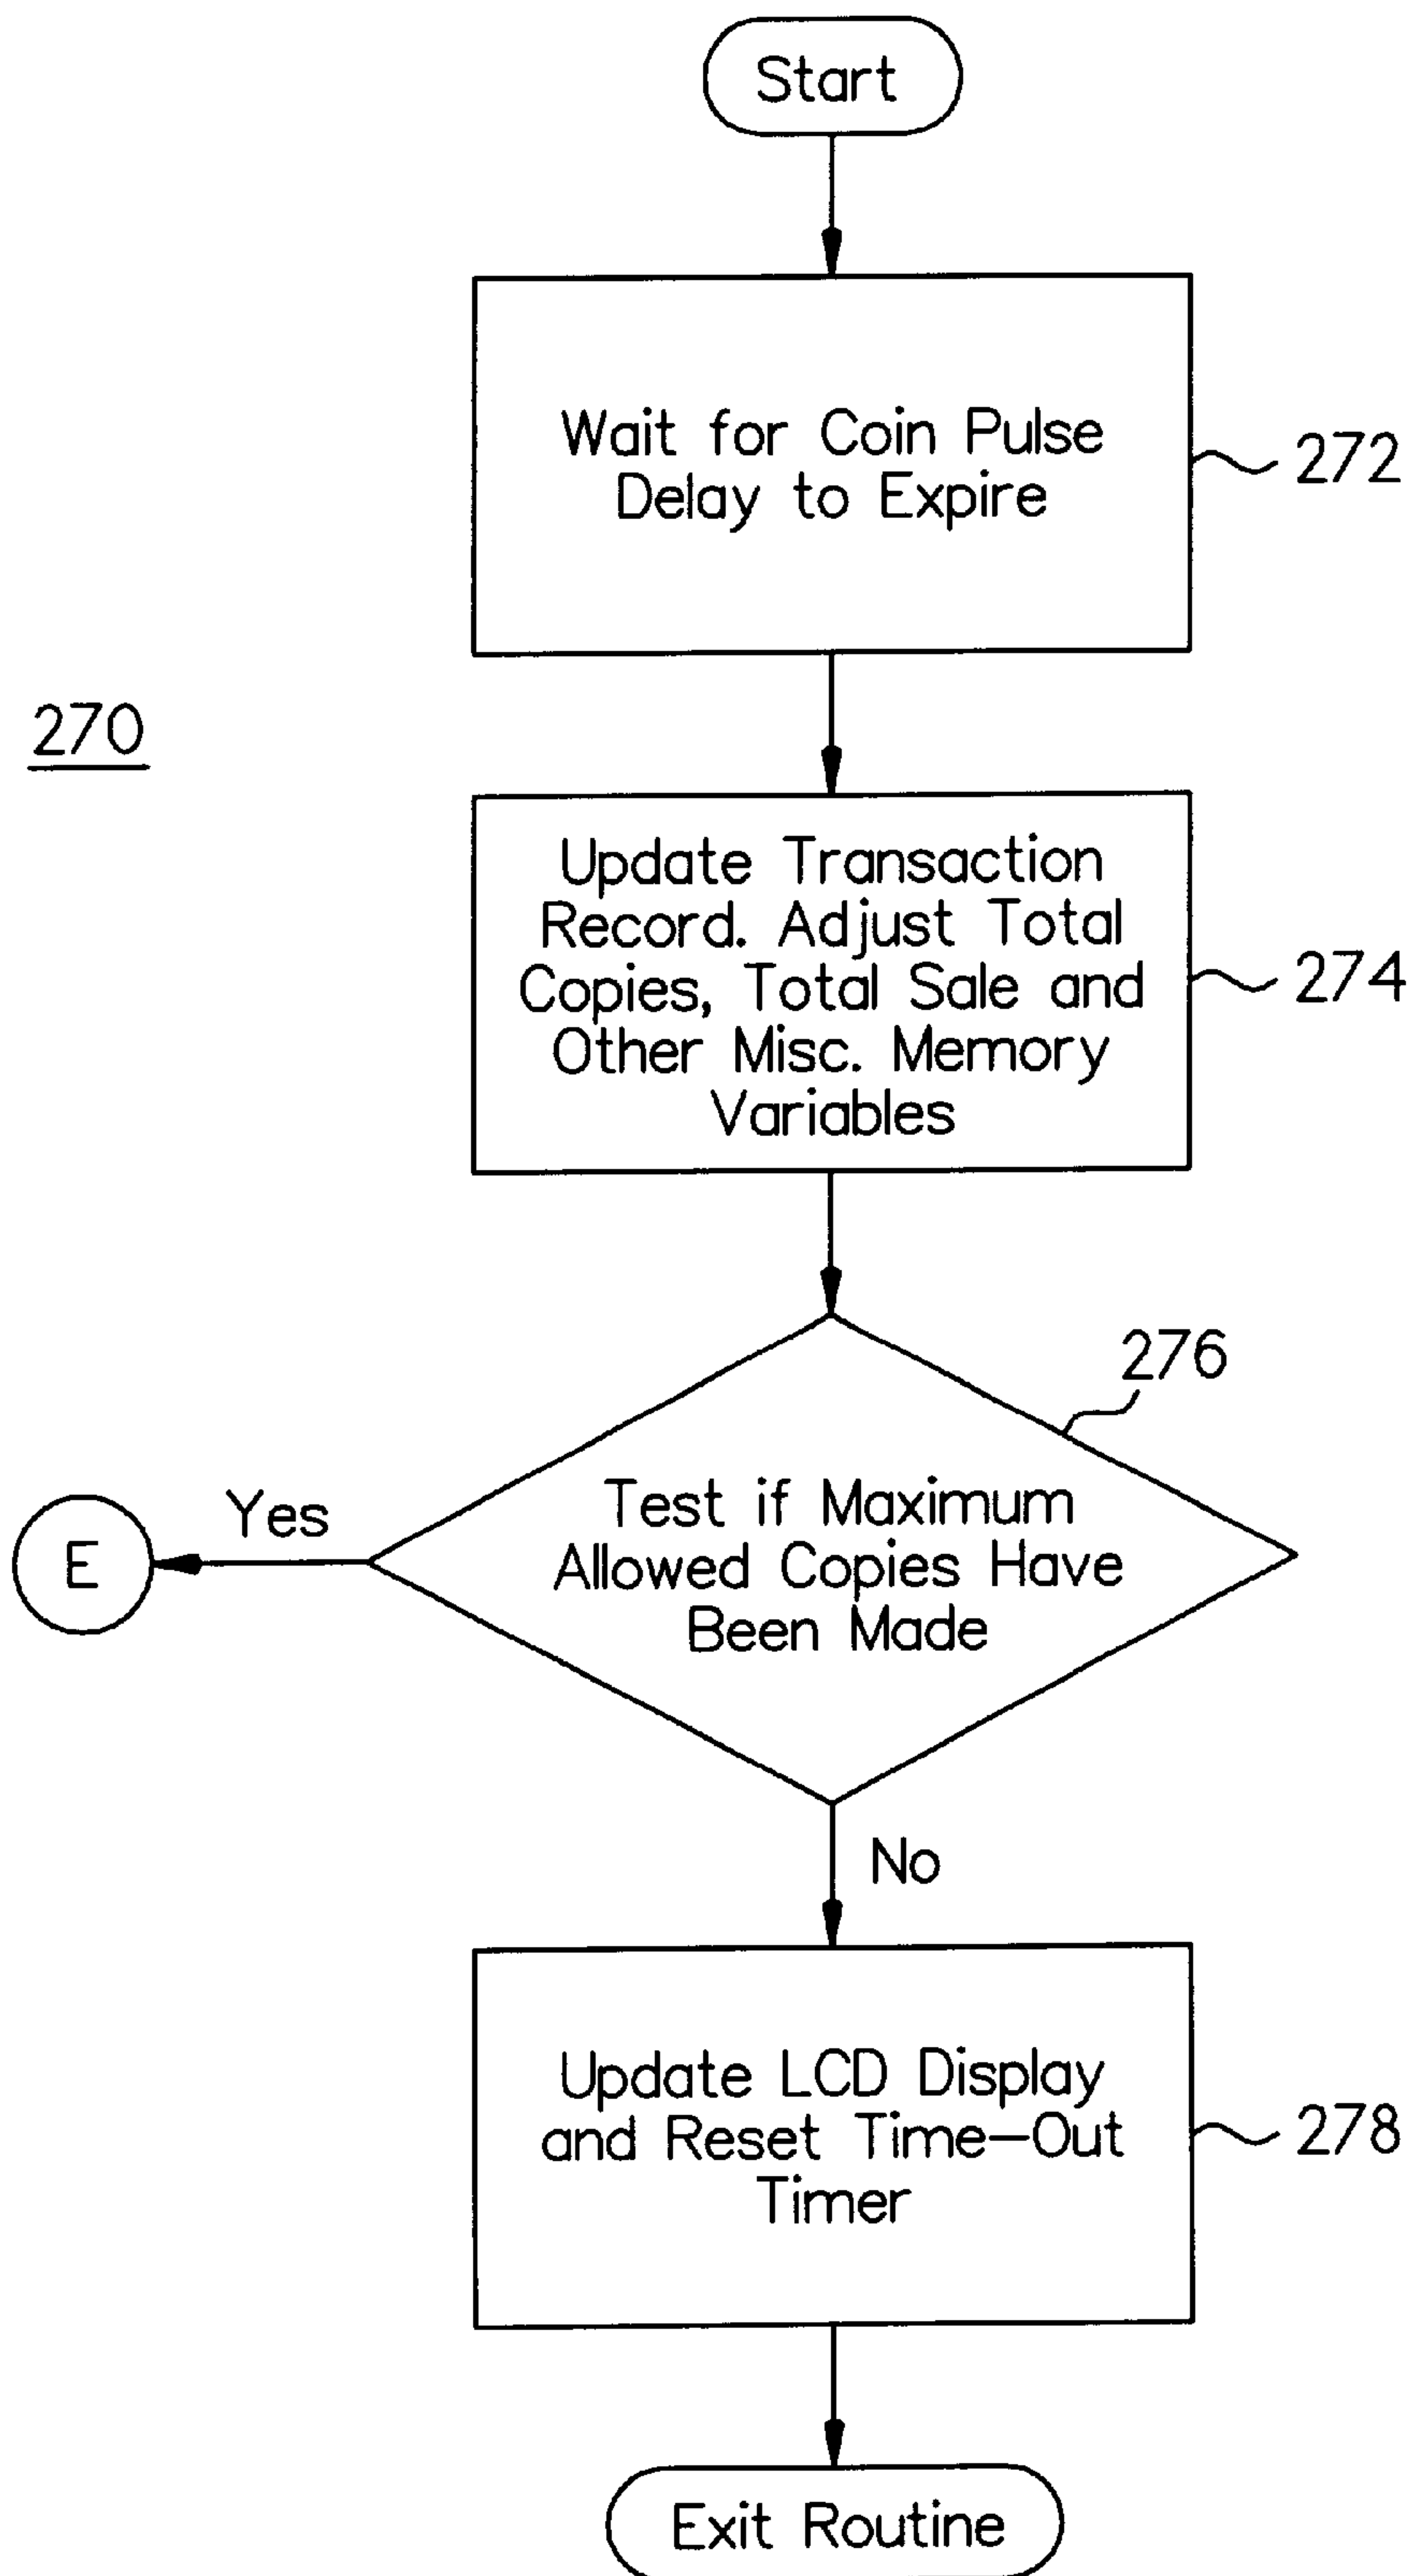 Start
Wait for Coin Pulse
Delay to Expire
272
270
Update Transaction
Record. Adjust Total
Copies, Total Sale and
Other Misc. Memory
Variables
274
276
Test if Maximum
Allowed Copies Have
Been Made
Yes
E
No
Update LCD Display
and Reset Time-Out
Timer
278
Exit Routine